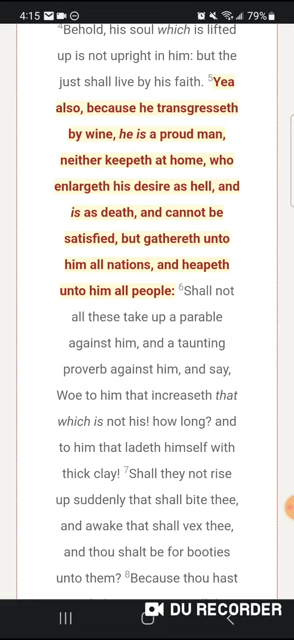 4:15 79%
4Behold, his soul which is lifted
up is not upright in him: but the
just shall live by his faith. 5Yea
also, because he transgresseth
by wine, he is a proud man,
neither keepeth at home, who
enlargeth his desire as hell, and
is as death, and cannot be
satisfied, but gathereth unto
him all nations, and heapeth
unto him all people: 6Shall not
all these take up a parable
against him, and a taunting
proverb against him, and say,
Woe to him that increaseth that
which is not his! how long? and
to him that ladeth himself with
thick clay! 7Shall they not rise
up suddenly that shall bite thee,
and awake that shall vex thee,
and thou shalt be for booties
unto them? 8Because thou hast
DU RECORDER